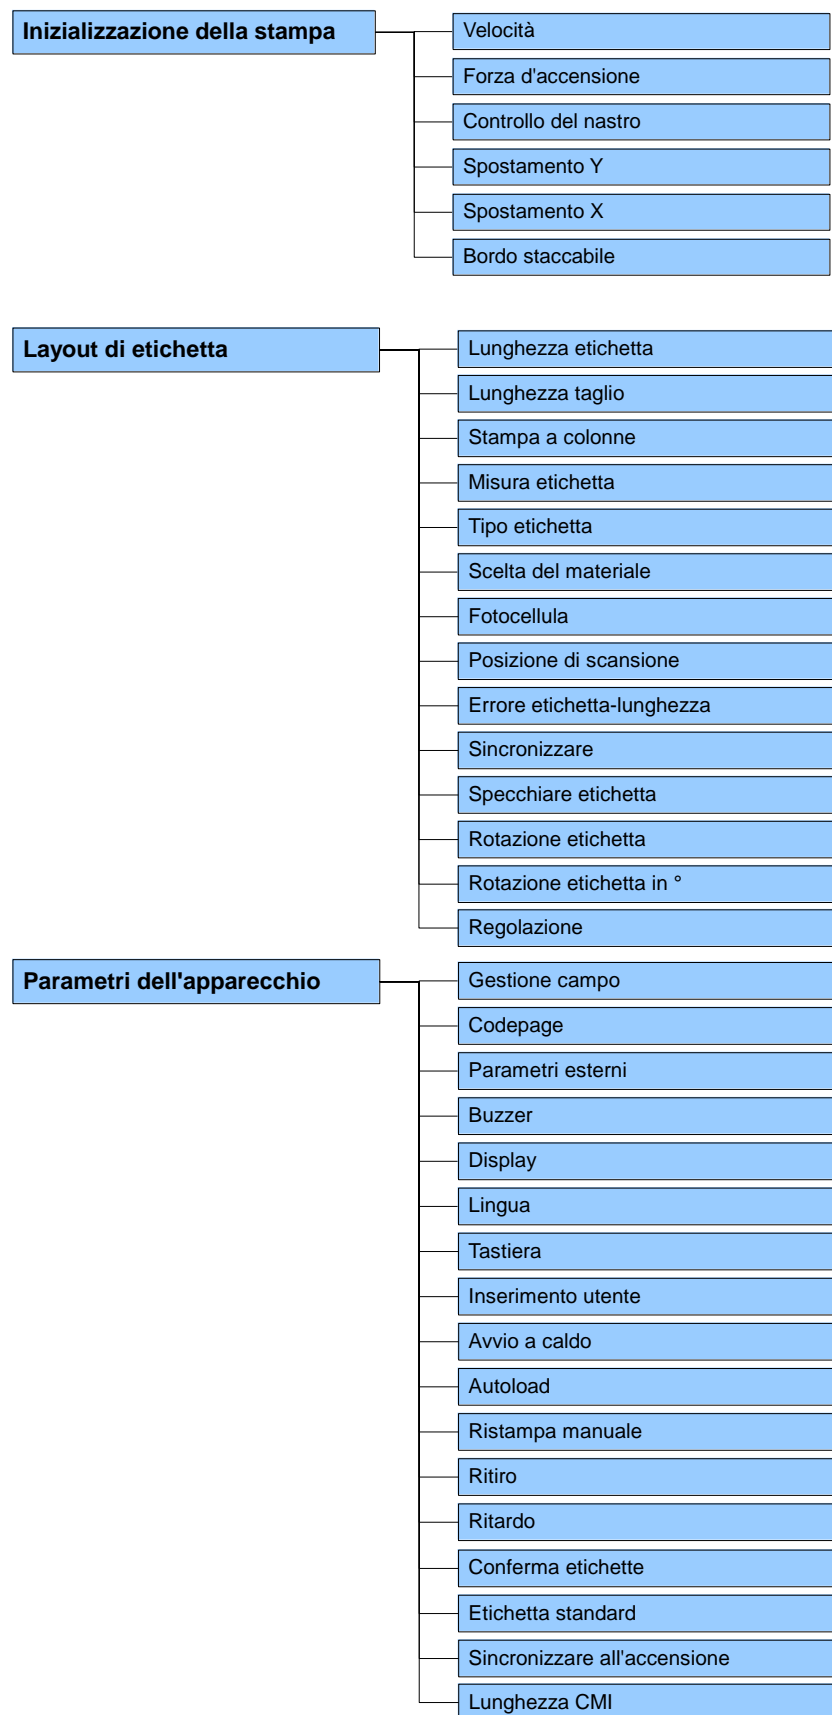 Inizializzazione della stampa
Velocità
Forza d'accensione
Controllo del nastro
Spostamento Y
Spostamento X
Bordo staccabile
Layout di etichetta
Lunghezza etichetta
Lunghezza taglio
Stampa a colonne
Misura etichetta
Tipo etichetta
Scelta del materiale
Fotocellula
Posizione di scansione
Errore etichetta-lunghezza
Sincronizzare
Specchiare etichetta
Rotazione etichetta
Rotazione etichetta in °
Regolazione
Parametri dell'apparecchio
Gestione campo
Codepage
Parametri esterni
Buzzer
Display
Lingua
Tastiera
Inserimento utente
Avvio a caldo
Autoload
Ristampa manuale
Ritiro
Ritardo
Conferma etichette
Etichetta standard
Sincronizzare all'accensione
Lunghezza CMI